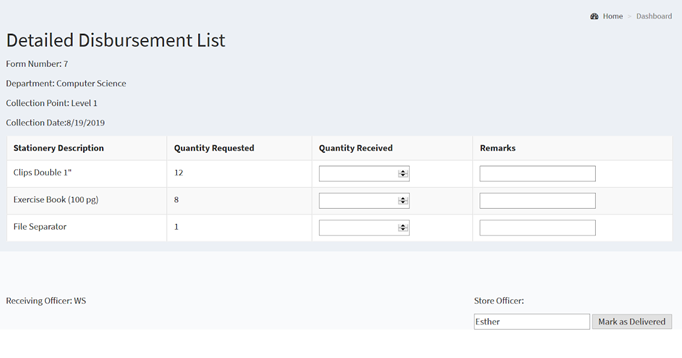 Home > Dashboard
Detailed Disbursement List
Form Number: 7
Department: Computer Science
Collection Point: Level 1
Collection Date:8/19/2019
Stationery Description Quantity Requested Quantity Received Remarks
Clips Double 1" 12
Exercise Book (100 pg) 8
File Separator 1
Receiving Officer: WS Store Officer:
Esther Mark as Delivered